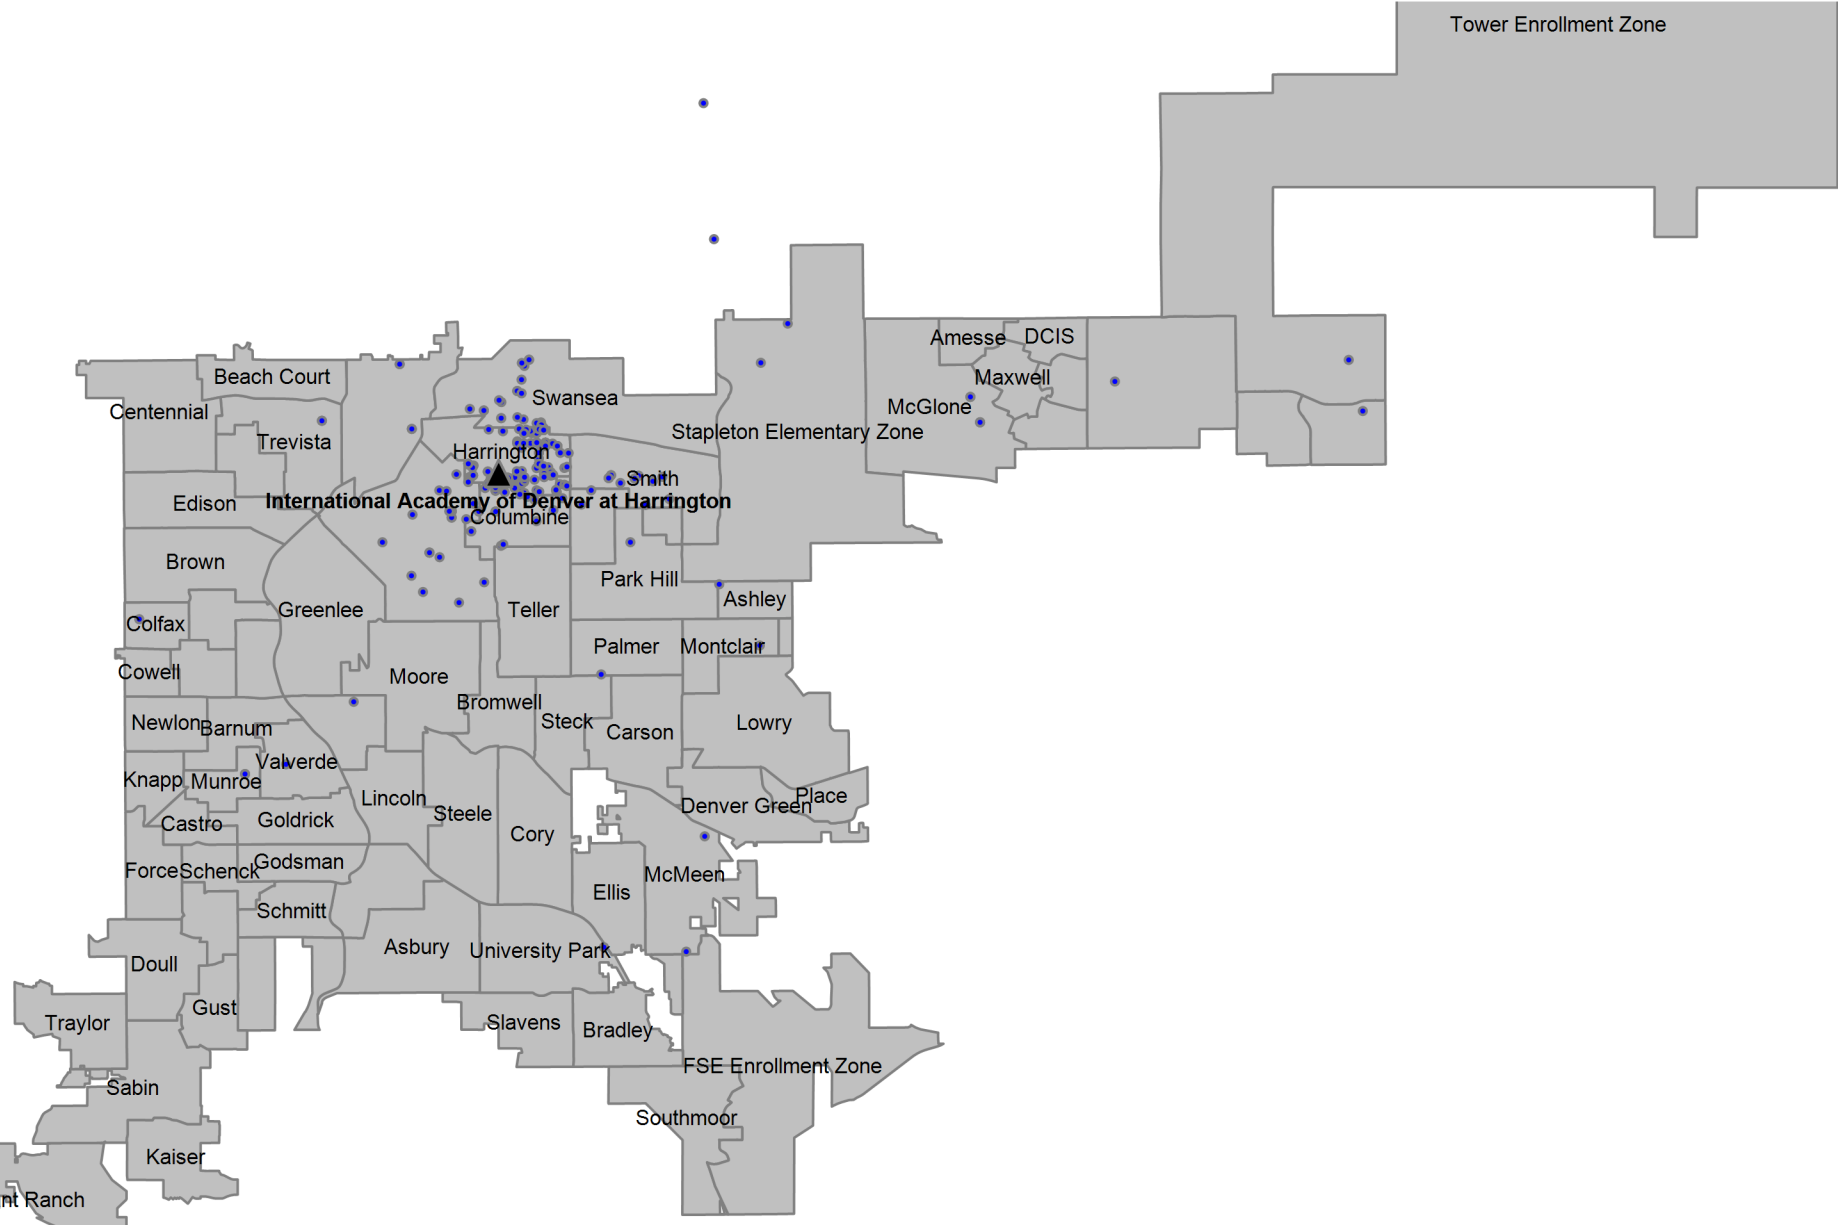 Tower Enrollment Zone
Amesse
DCIS
Beach Court
Maxwell
Swansea
Centennial
McGlone
Stapleton Elementary Zone
Trevista
Harrington
Smith
International Academy of Denver at Harrington
Edison
Columbine
Brown
Park Hill
Ashley
Greenlee
Teller
Colfax
Palmer
Montclair
Cowell
Moore
Bromwell
Newlon
Barnum
Steck
Carson
Lowry
Valverde
Knapp
Munroe
Lincoln
Place
Denver Green
Steele
Castro
Goldrick
Cory
Godsman
Force
Schenck
McMeen
Ellis
Schmitt
Asbury
University Park
Doull
Gust
Traylor
Slavens
Bradley
FSE Enrollment Zone
Sabin
Southmoor
Kaiser
nt Ranch